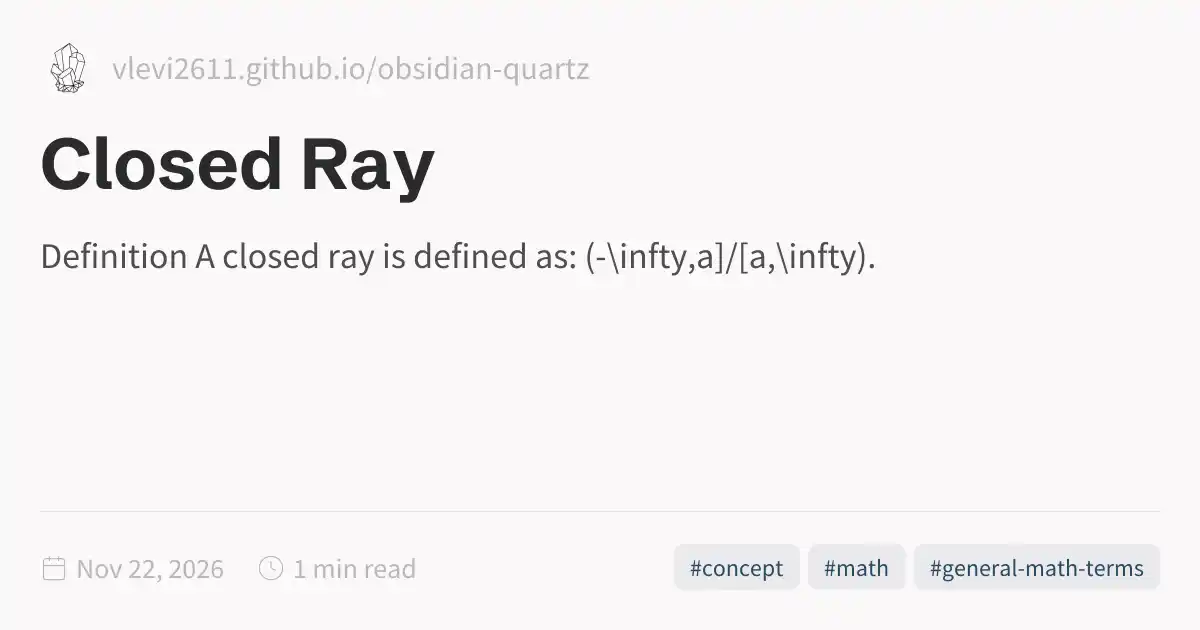 vlevi2611.github.io/obsidian-quartz
Closed Ray
Definition A closed ray is defined as: (-\infty,a]/[a,\infty).
Nov 22, 2026 1 min read #concept #math #general-math-terms